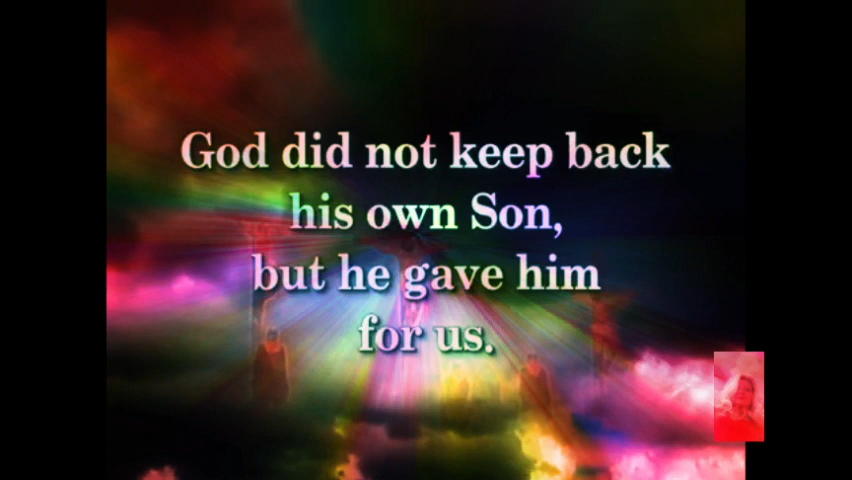 God did not keep back
his own Son,
but he gave him
for us.